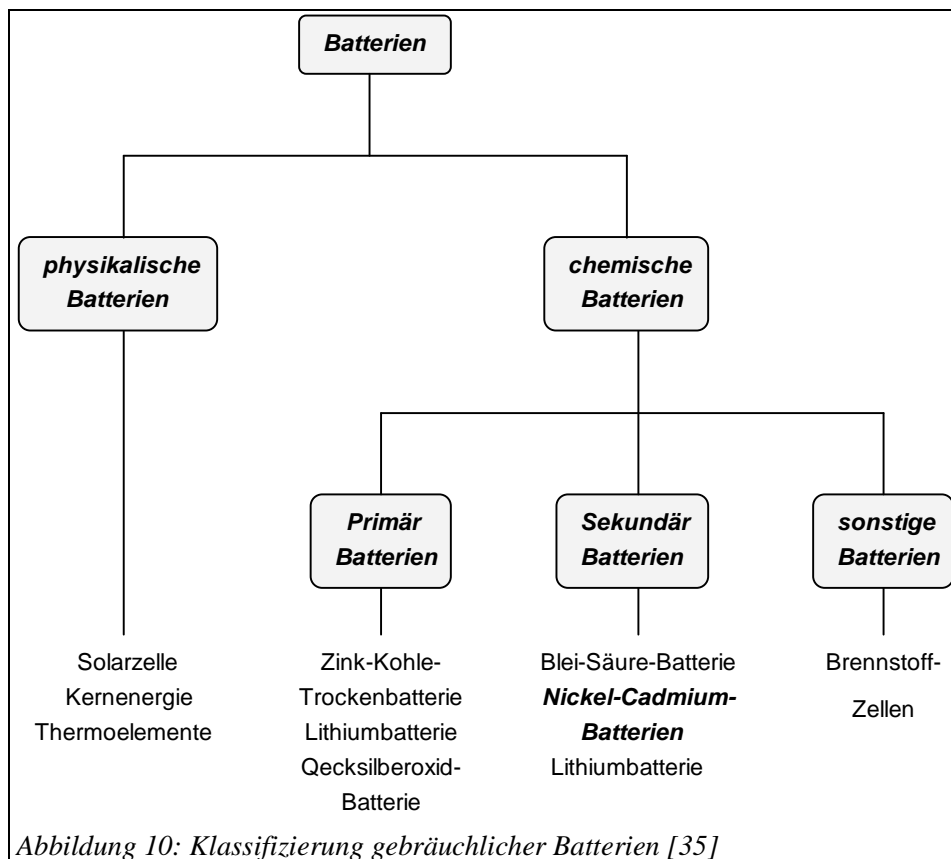 Batterien
physikalische
Batterien
chemische
Batterien
Primär
Batterien
Sekundär
Batterien
sonstige
Batterien
Solarzelle
Kernenergie
Thermoelemente
Zink-Kohle-
Trockenbatterie
Lithiumbatterie
Qecksilberoxid-
Batterie
Blei-Säure-Batterie
Nickel-Cadmium-
Batterien
Lithiumbatterie
Brennstoff-
Zellen
Abbildung 10: Klassifizierung gebräuchlicher Batterien [35]